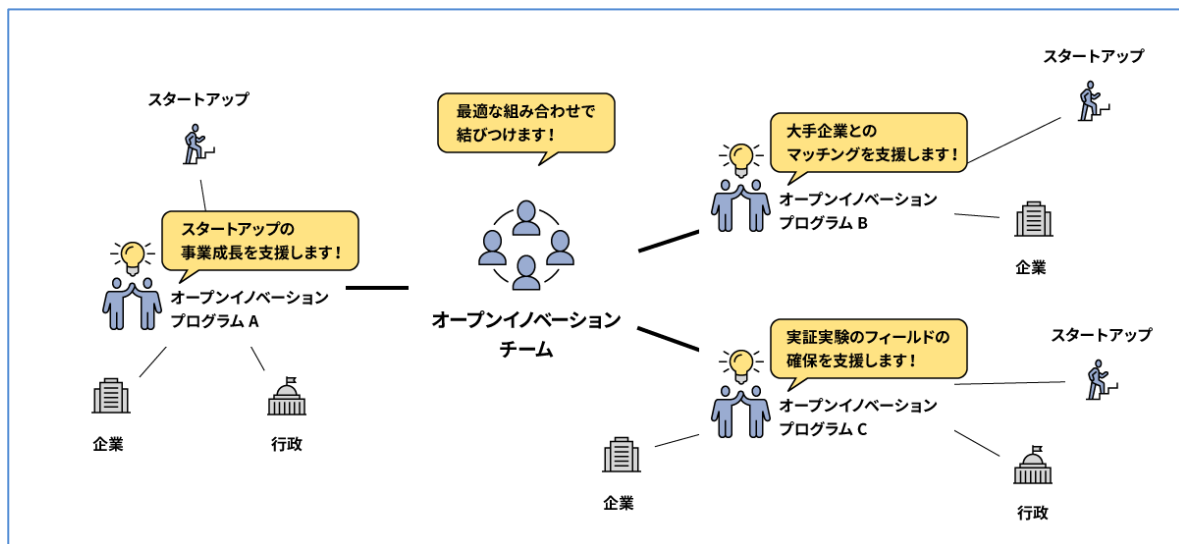 スタートアップ
スタートアップの
事業成長を支援します！
オープンイノベーション
プログラム A
企業
行政
最適な組み合わせで
結びつけます！
オープンイノベーション
チーム
スタートアップ
大手企業との
マッチングを支援します！
オープンイノベーション
プログラム B
企業
実証実験のフィールドの
確保を支援します！
オープンイノベーション
プログラム C
スタートアップ
企業
行政